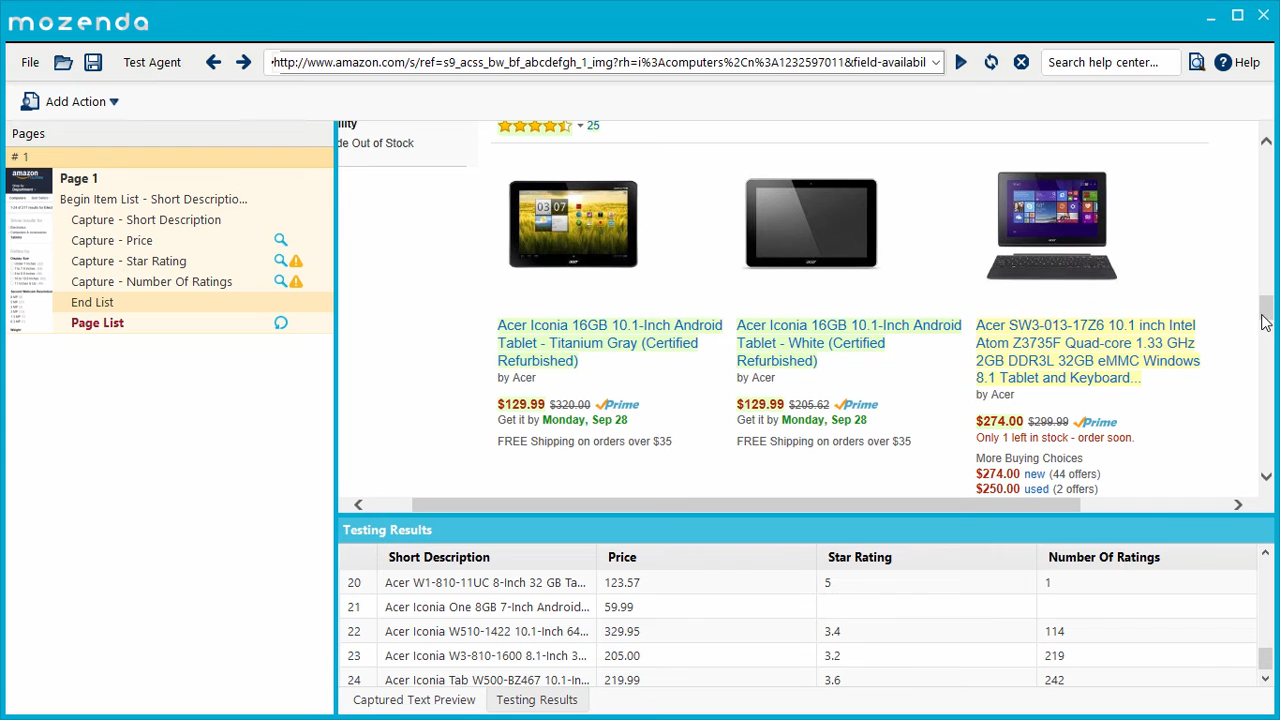 mozenda
File
Test Agent
http://www.amazon.com/s/ref=s9_acss_bw_bf_abcdefgh_1_img?rh=i%3Acomputers%2Cn%3A1232597011&field-availabil
Search help center...
Help
Add Action
Pages
# 1
Page 1
Begin Item List - Short Descriptio...
Capture - Short Description
Capture - Price
Capture - Star Rating
Capture - Number Of Ratings
End List
Page List
amazon
ility
de Out of Stock
25
Acer Iconia 16GB 10.1-Inch Android
Tablet - Titanium Gray (Certified
Refurbished)
by Acer
$129.99 $320.00 Prime
Get it by Monday, Sep 28
FREE Shipping on orders over $35
Acer Iconia 16GB 10.1-Inch Android
Tablet - White (Certified
Refurbished)
by Acer
$129.99 $205.62 Prime
Get it by Monday, Sep 28
FREE Shipping on orders over $35
Acer SW3-013-17Z6 10.1 inch Intel
Atom Z3735F Quad-core 1.33 GHz
2GB DDR3L 32GB eMMC Windows
8.1 Tablet and Keyboard...
by Acer
$274.00 $299.99 Prime
Only 1 left in stock - order soon.
More Buying Choices
$274.00 new (44 offers)
$250.00 used (2 offers)
Testing Results
Short Description Price Star Rating Number Of Ratings
20 Acer W1-810-11UC 8-Inch 32 GB Ta... 123.57 5 1
21 Acer Iconia One 8GB 7-Inch Android... 59.99
22 Acer Iconia W510-1422 10.1-Inch 64... 329.95 3.4 114
23 Acer Iconia W3-810-1600 8.1-Inch 3... 205.00 3.2 219
24 Acer Iconia Tab W500-BZ467 10.1-In... 219.99 3.6 242
Captured Text Preview
Testing Results